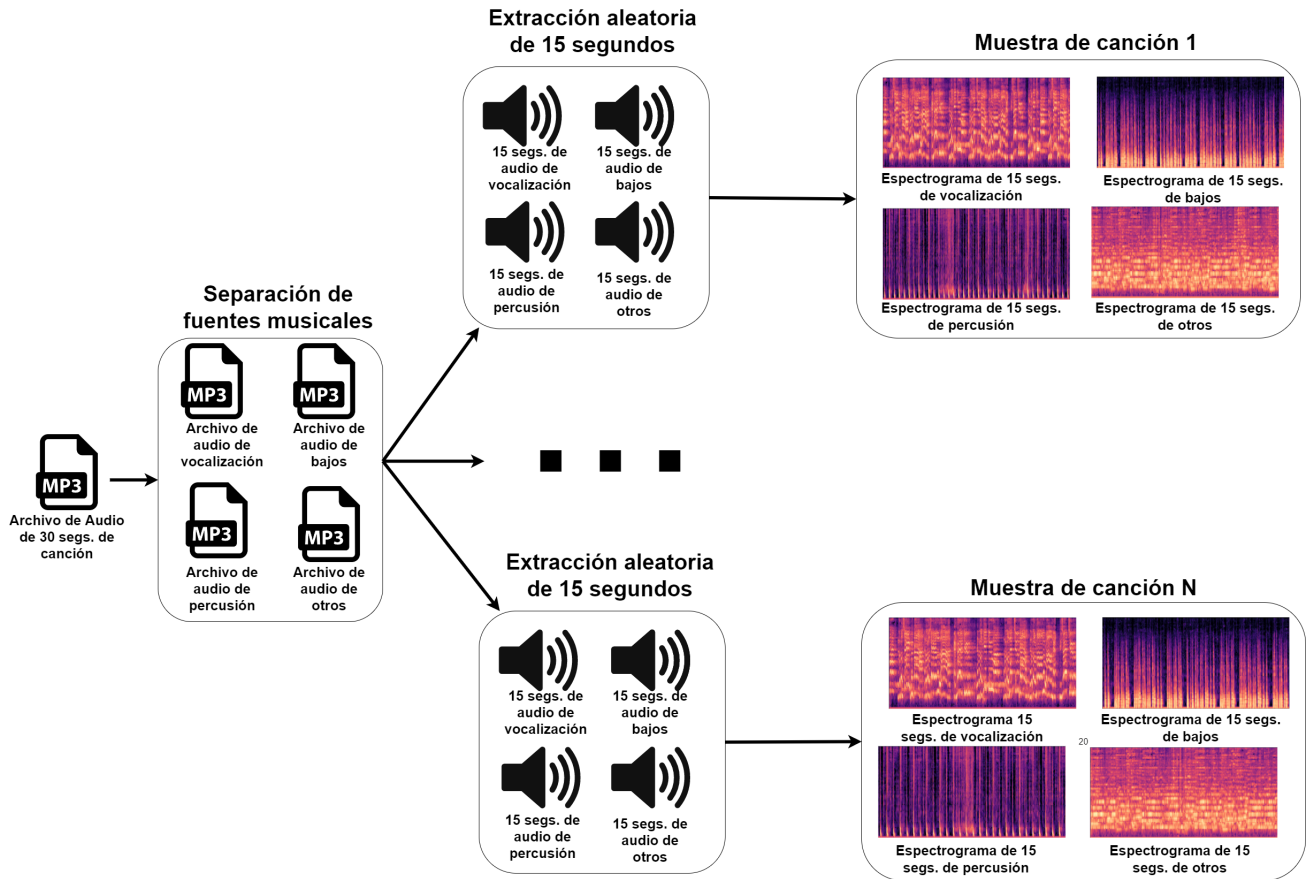 Archivo de Audio
de 30 segs. de
canción
MP3
Separación de
fuentes musicales
MP3
Archivo de
audio de
vocalización
MP3
Archivo de
audio de
bajos
MP3
Archivo de
audio de
percusión
MP3
Archivo de
audio de
otros
Extracción aleatoria
de 15 segundos
15 segs. de
audio de
vocalización
15 segs. de
audio de
bajos
15 segs. de
audio de
percusión
15 segs. de
audio de
otros
Muestra de canción 1
Espectrograma de 15 segs.
de vocalización
Espectrograma de 15 segs.
de bajos
Espectrograma de 15 segs.
de percusión
Espectrograma de 15 segs.
de otros
Extracción aleatoria
de 15 segundos
15 segs. de
audio de
vocalización
15 segs. de
audio de
bajos
15 segs. de
audio de
percusión
15 segs. de
audio de
otros
Muestra de canción N
Espectrograma 15
segs. de vocalización
Espectrograma de 15 segs.
de bajos
20
Espectrograma de 15
segs. de percusión
Espectrograma de 15
segs. de otros